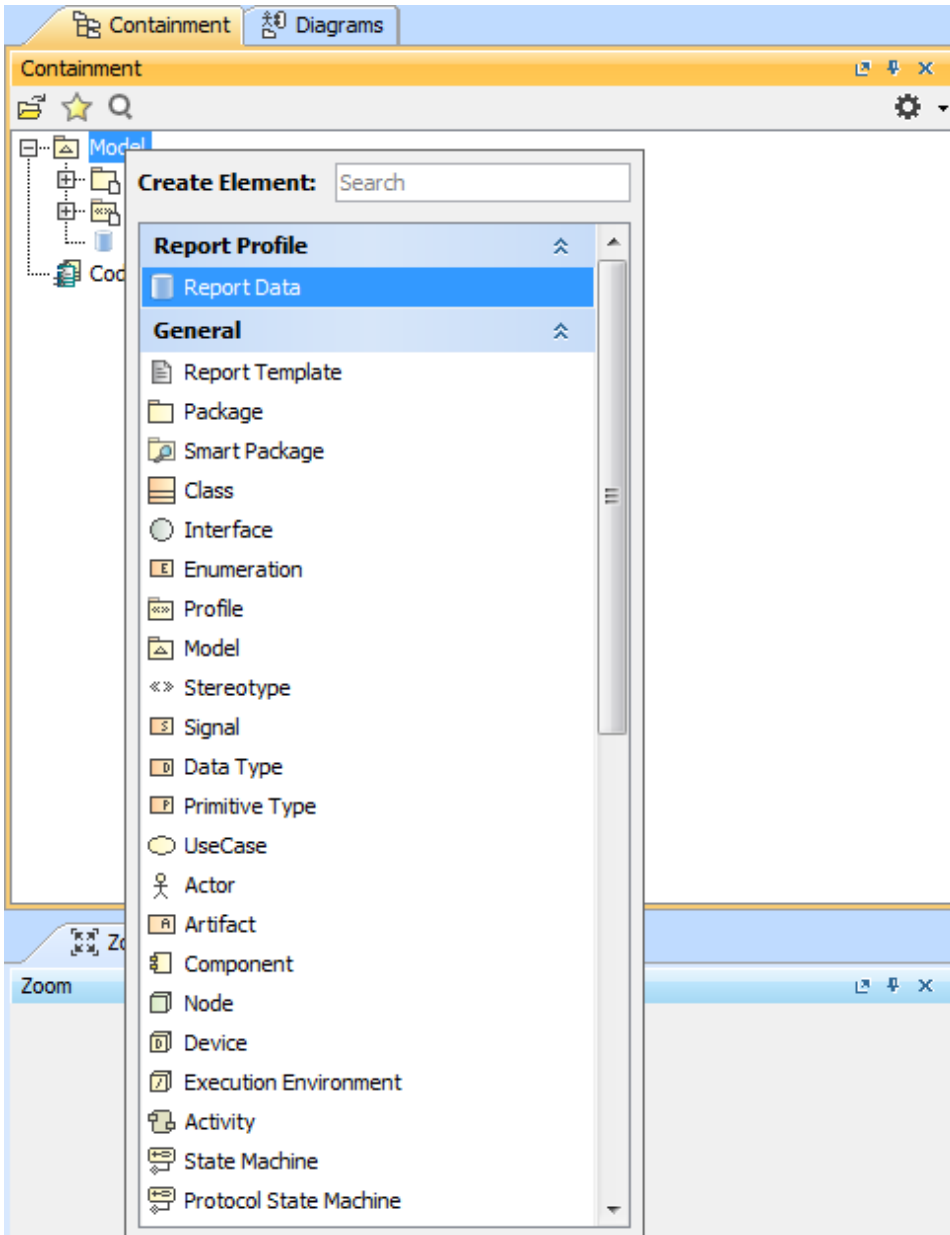 Containment Diagrams
Containment
Model
Create Element: Search
Report Profile
Report Data
Cod
General
Report Template
Package
Smart Package
Class
Interface
Enumeration
Profile
Model
Stereotype
Signal
Data Type
Primitive Type
UseCase
Actor
Artifact
Zo
Component
Zoom
Node
Device
Execution Environment
Activity
State Machine
Protocol State Machine